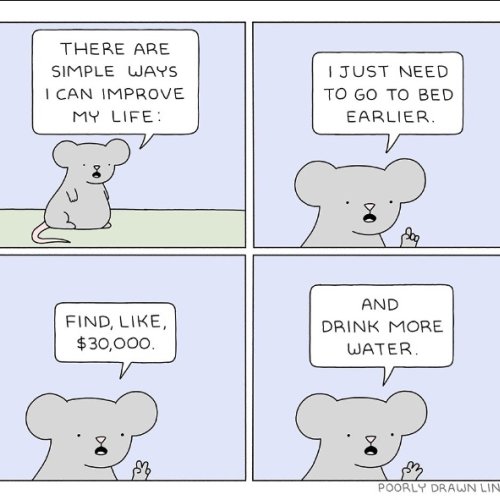 THERE ARE
SIMPLE WAYS
I CAN IMPROVE
MY LIFE:
I JUST NEED
TO GO TO BED
EARLIER.
FIND, LIKE,
$30,000.
AND
DRINK MORE
WATER.
POORLY DRAWN LIN